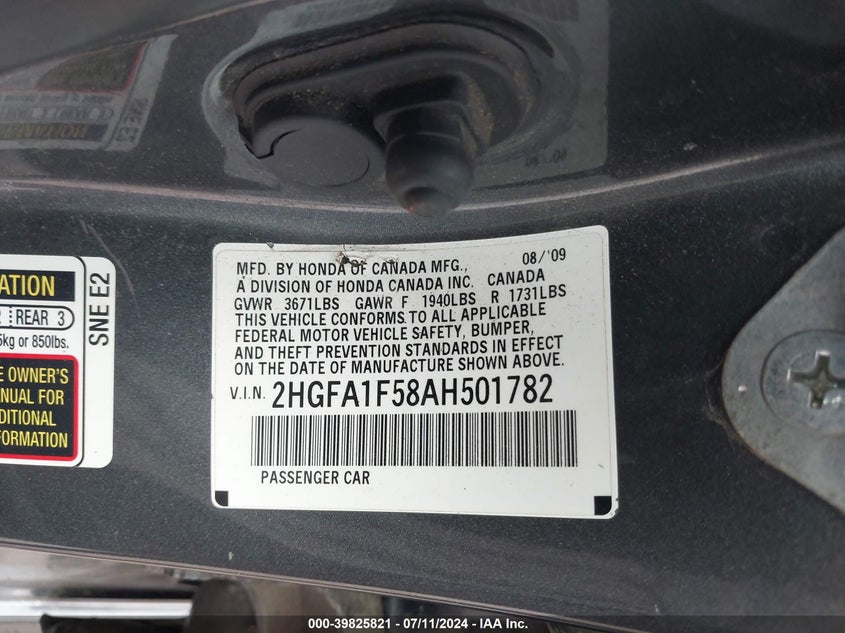 MFD. BY HONDA OF CANADA MFG., 08/'09
A DIVISION OF HONDA CANADA INC. CANADA
GVWR 3671LBS GAWR F 1940LBS R 1731LBS
THIS VEHICLE CONFORMS TO ALL APPLICABLE
FEDERAL MOTOR VEHICLE SAFETY, BUMPER,
AND THEFT PREVENTION STANDARDS IN EFFECT
ON THE DATE OF MANUFACTURE SHOWN ABOVE.
V.I.N. 2HGFA1F58AH501782
PASSENGER CAR
ATION
REAR 3
5kg or 850lbs.
E OWNER'S
ANUAL FOR
DITIONAL
FORMATION
SNE E2
000-39825821 - 07/11/2024 - IAA Inc.